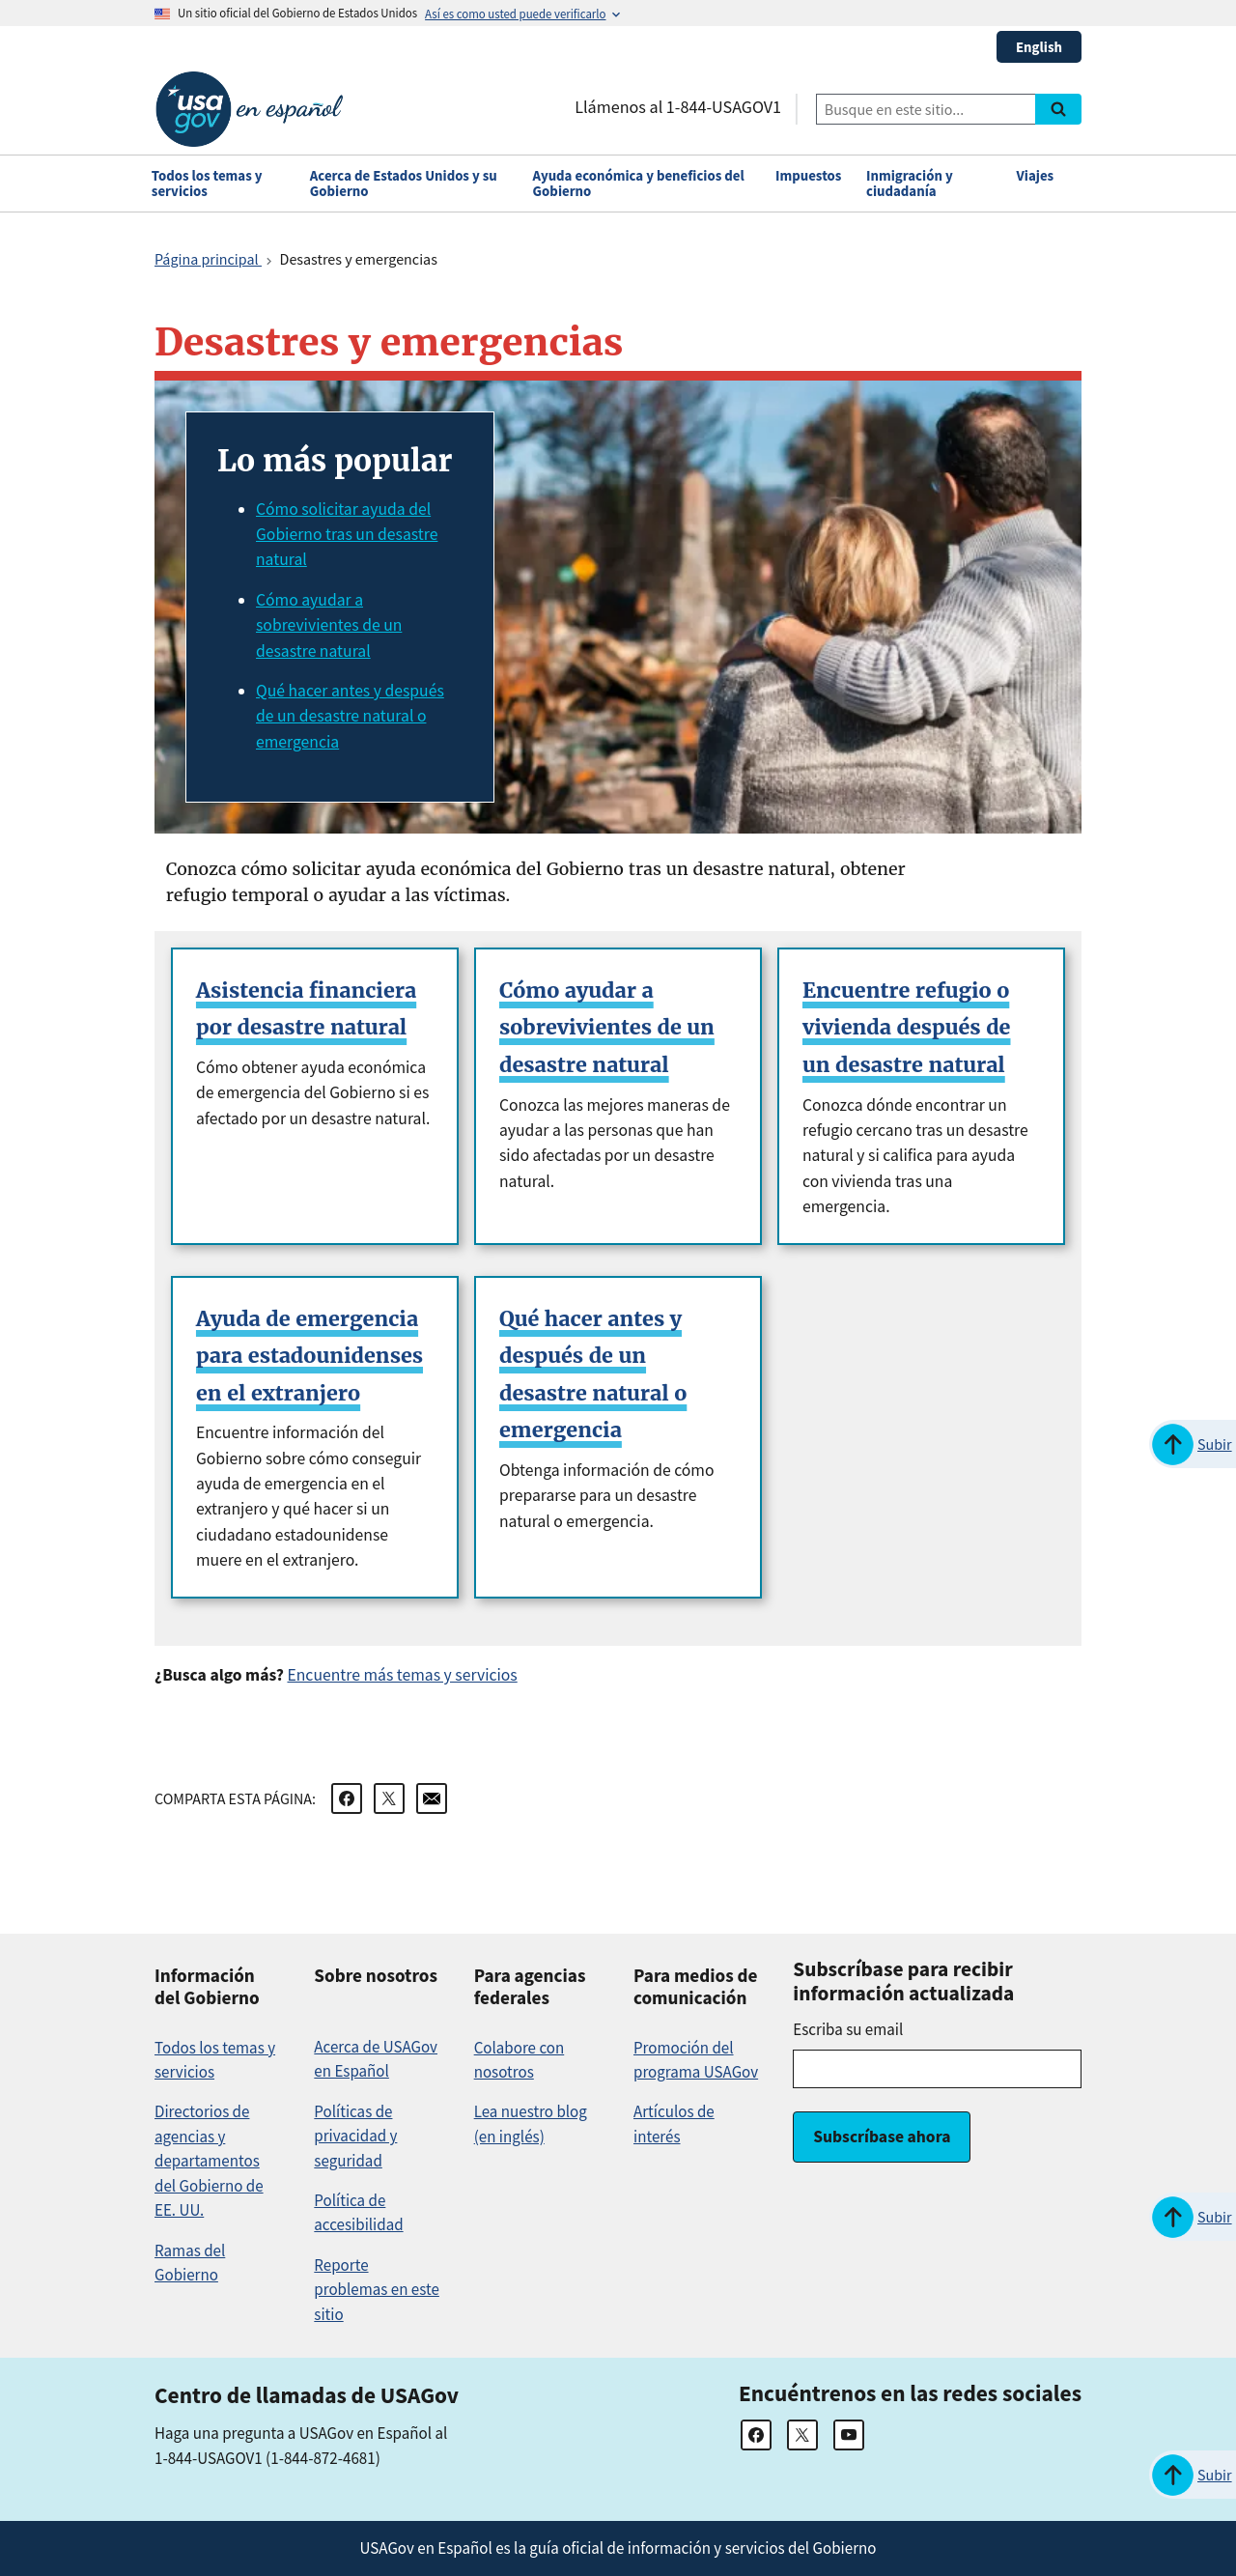 Un sitio oficial del Gobierno de Estados Unidos Así es como usted puede verificarlo
English
usa gov en español
Llámenos al 1-844-USAGOV1
Busque en este sitio...
Todos los temas y servicios
Acerca de Estados Unidos y su Gobierno
Ayuda económica y beneficios del Gobierno
Impuestos
Inmigración y ciudadanía
Viajes
Página principal
Desastres y emergencias
Desastres y emergencias
Lo más popular
Cómo solicitar ayuda del
Gobierno tras un desastre
natural
Cómo ayudar a
sobrevivientes de un
desastre natural
Qué hacer antes y después
de un desastre natural o
emergencia
Conozca cómo solicitar ayuda económica del Gobierno tras un desastre natural, obtener
refugio temporal o ayudar a las víctimas.
Asistencia financiera
por desastre natural
Cómo obtener ayuda económica
de emergencia del Gobierno si es
afectado por un desastre natural.
Cómo ayudar a
sobrevivientes de un
desastre natural
Conozca las mejores maneras de
ayudar a las personas que han
sido afectadas por un desastre
natural.
Encuentre refugio o
vivienda después de
un desastre natural
Conozca dónde encontrar un
refugio cercano tras un desastre
natural y si califica para ayuda
con vivienda tras una
emergencia.
Ayuda de emergencia
para estadounidenses
en el extranjero
Encuentre información del
Gobierno sobre cómo conseguir
ayuda de emergencia en el
extranjero y qué hacer si un
ciudadano estadounidense
muere en el extranjero.
Qué hacer antes y
después de un
desastre natural o
emergencia
Obtenga información de cómo
prepararse para un desastre
natural o emergencia.
Subir
¿Busca algo más? Encuentre más temas y servicios
COMPARTA ESTA PÁGINA:
Información
del Gobierno
Todos los temas y
servicios
Directorios de
agencias y
departamentos
del Gobierno de
EE. UU.
Ramas del
Gobierno
Sobre nosotros
Acerca de USAGov
en Español
Políticas de
privacidad y
seguridad
Política de
accesibilidad
Reporte
problemas en este
sitio
Para agencias
federales
Colabore con
nosotros
Lea nuestro blog
(en inglés)
Para medios de
comunicación
Promoción del
programa USAGov
Artículos de
interés
Subscríbase para recibir
información actualizada
Escriba su email
Subscríbase ahora
Subir
Centro de llamadas de USAGov
Haga una pregunta a USAGov en Español al
1-844-USAGOV1 (1-844-872-4681)
Encuéntrenos en las redes sociales
Subir
USAGov en Español es la guía oficial de información y servicios del Gobierno